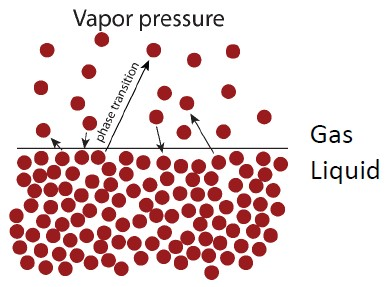 Vapor pressure
phase transition
Gas
Liquid